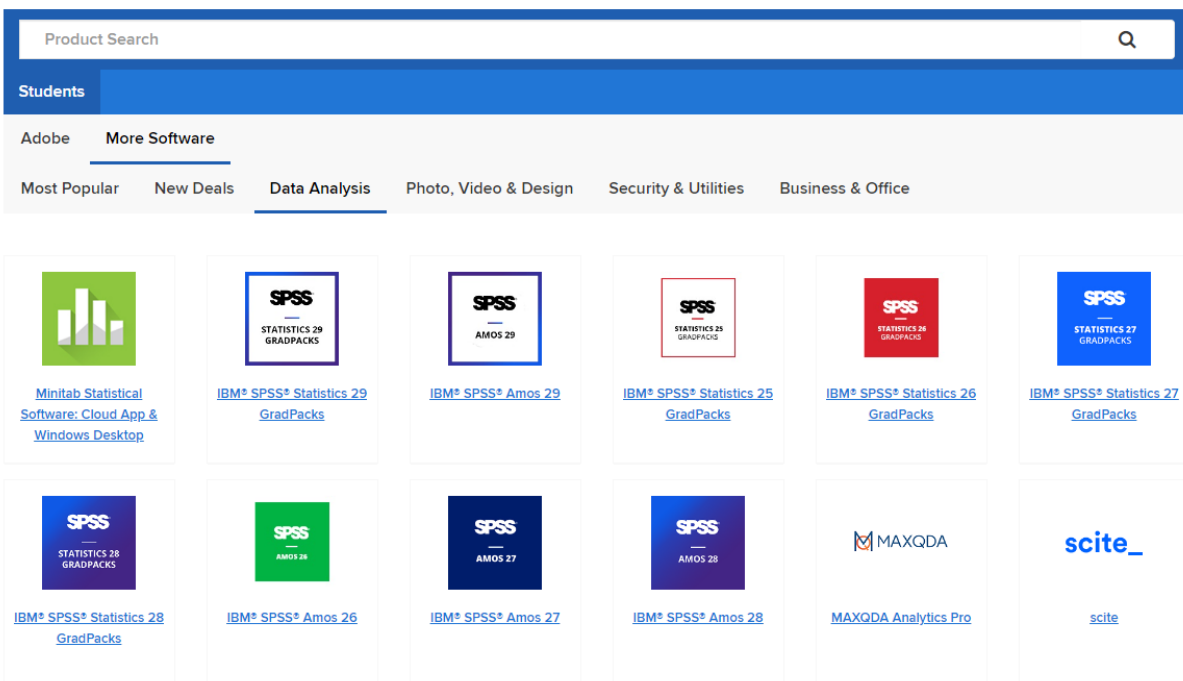 Product Search
Students
Adobe More Software
Most Popular New Deals Data Analysis Photo, Video & Design Security & Utilities Business & Office
SPSS
STATISTICS 29
GRADPACKS
SPSS
AMOS 29
SPSS
STATISTICS 25
GRADPACKS
SPSS
STATISTICS 26
GRADPACKS
SPSS
STATISTICS 27
GRADPACKS
Minitab Statistical
Software: Cloud App &
Windows Desktop
IBM® SPSS® Statistics 29
GradPacks
IBM® SPSS® Amos 29
IBM® SPSS® Statistics 25
GradPacks
IBM® SPSS® Statistics 26
GradPacks
IBM® SPSS® Statistics 27
GradPacks
SPSS
STATISTICS 28
GRADPACKS
SPSS
AMOS 26
SPSS
AMOS 27
SPSS
AMOS 28
MAXQDA
scite_
IBM® SPSS® Statistics 28
GradPacks
IBM® SPSS® Amos 26
IBM® SPSS® Amos 27
IBM® SPSS® Amos 28
MAXQDA Analytics Pro
scite